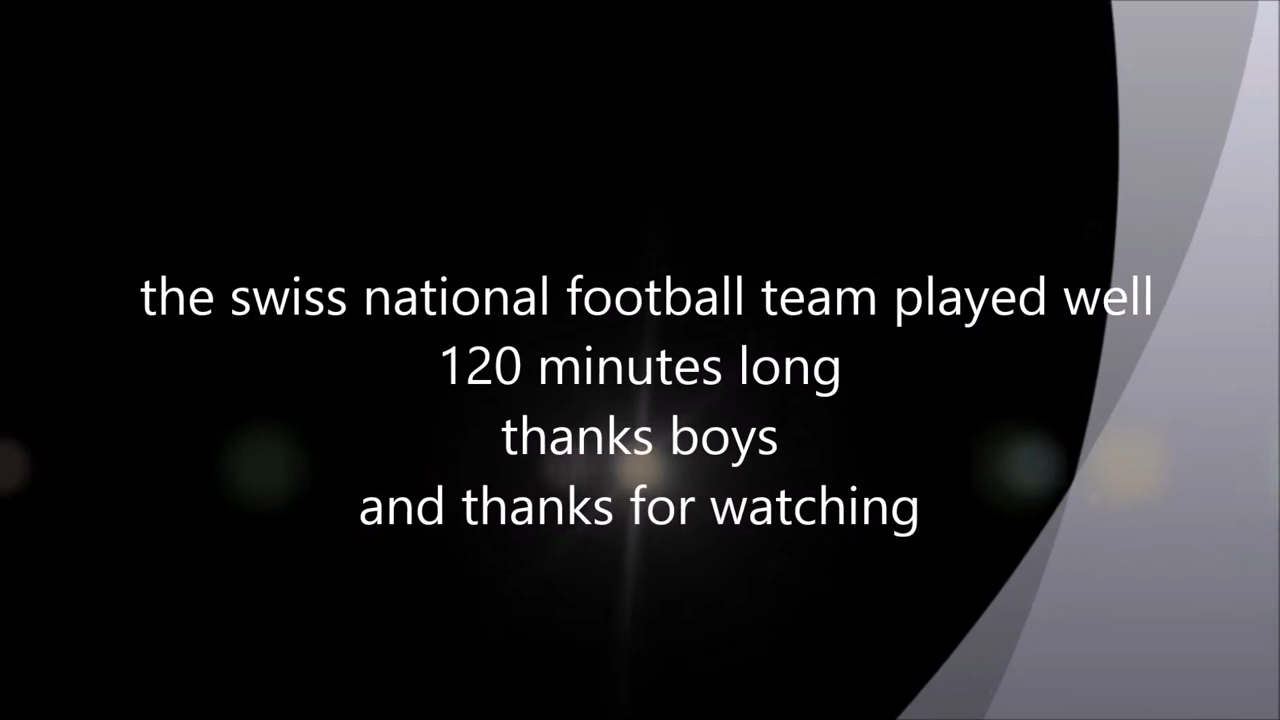 the swiss national football team played well
120 minutes long
thanks boys
and thanks for watching